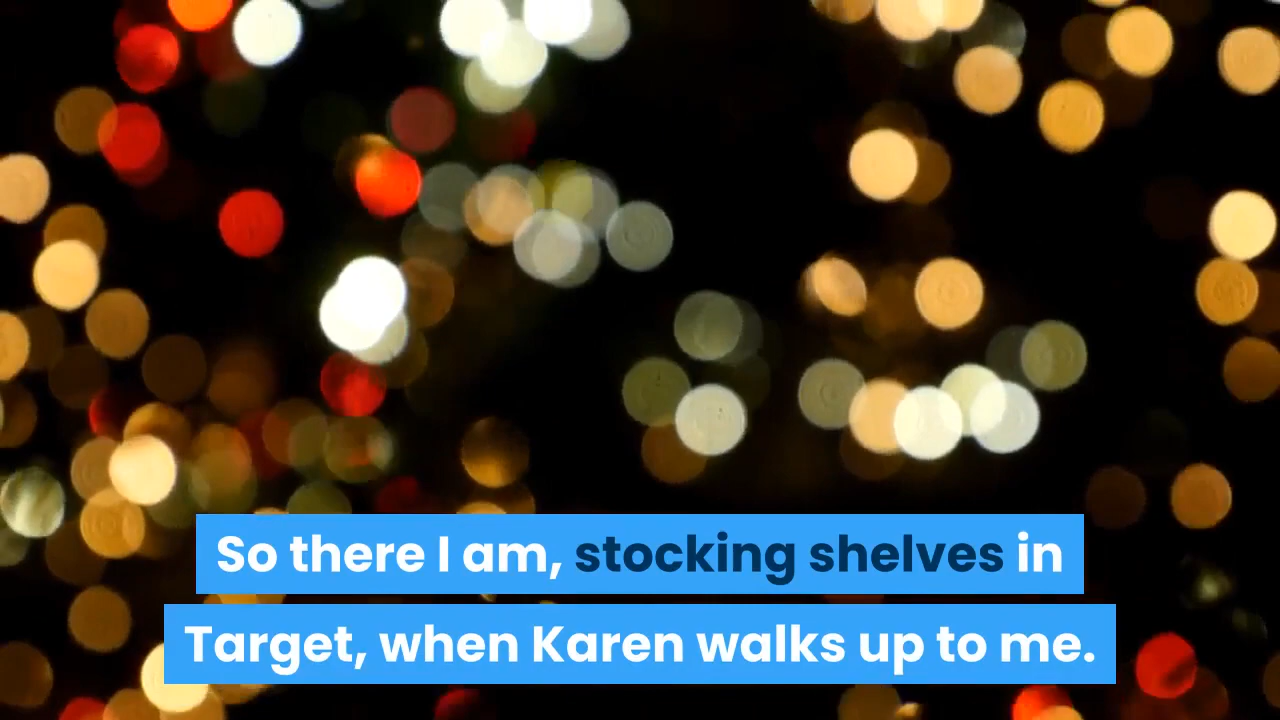 So there I am, stocking shelves in
Target, when Karen walks up to me.